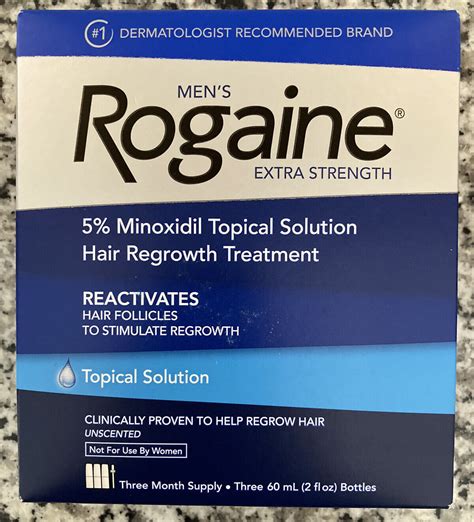 #1 DERMATOLOGIST RECOMMENDED BRAND
MEN'S
Rogaine®
EXTRA STRENGTH
5% Minoxidil Topical Solution
Hair Regrowth Treatment
REACTIVATES
HAIR FOLLICLES
TO STIMULATE REGROWTH
Topical Solution
CLINICALLY PROVEN TO HELP REGROW HAIR
UNSCENTED
Not For Use By Women
Three Month Supply • Three 60 mL (2 fl oz) Bottles